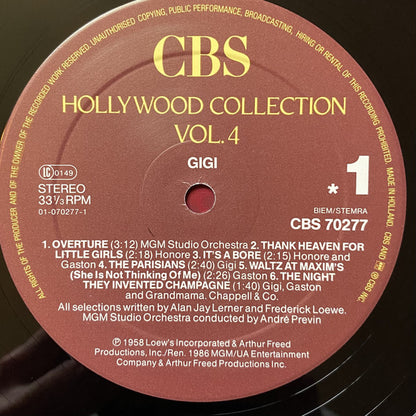 ALL RIGHTS OF THE PRODUCER AND OF THE OWNER OF THE RECORDED WORK RESERVED. UNAUTHORISED COPYING, PUBLIC PERFORMANCE, BROADCASTING, HIRING OR RENTAL OF THIS RECORDING PROHIBITED. MADE IN HOLLAND. CBS AND ℗ CBS INC.
CBS
HOLLYWOOD COLLECTION
VOL. 4
GIGI
LC 0149
STEREO
33⅓ RPM
01-070277-1
* 1
BIEM/STEMRA
CBS 70277
1. OVERTURE (3:12) MGM Studio Orchestra 2. THANK HEAVEN FOR
LITTLE GIRLS (2:18) Honore 3. IT'S A BORE (2:15) Honore and
Gaston 4. THE PARISIANS (1:40) Gigi 5. WALTZ AT MAXIM'S
(She Is Not Thinking Of Me) (2:26) Gaston 6. THE NIGHT
THEY INVENTED CHAMPAGNE (1:40) Gigi, Gaston
and Grandmama. Chappell & Co.
All selections written by Alan Jay Lerner and Frederick Loewe.
MGM Studio Orchestra conducted by André Previn
℗ 1958 Loew's Incorporated & Arthur Freed
Productions, Inc./Ren. 1986 MGM/UA Entertainment
Company & Arthur Freed Productions Inc.